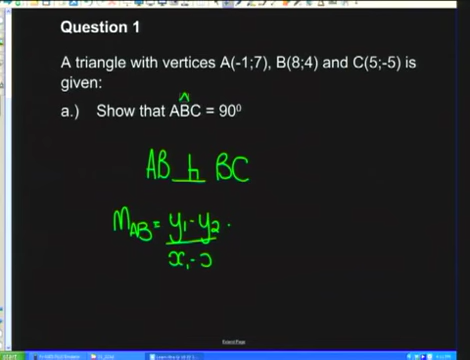 Question 1
A triangle with vertices A(-1;7), B(8;4) and C(5;-5) is
given:
a.) Show that AB̂C = 90⁰
AB ⊥ BC
m_AB = y₁-y₂
x₁-
start